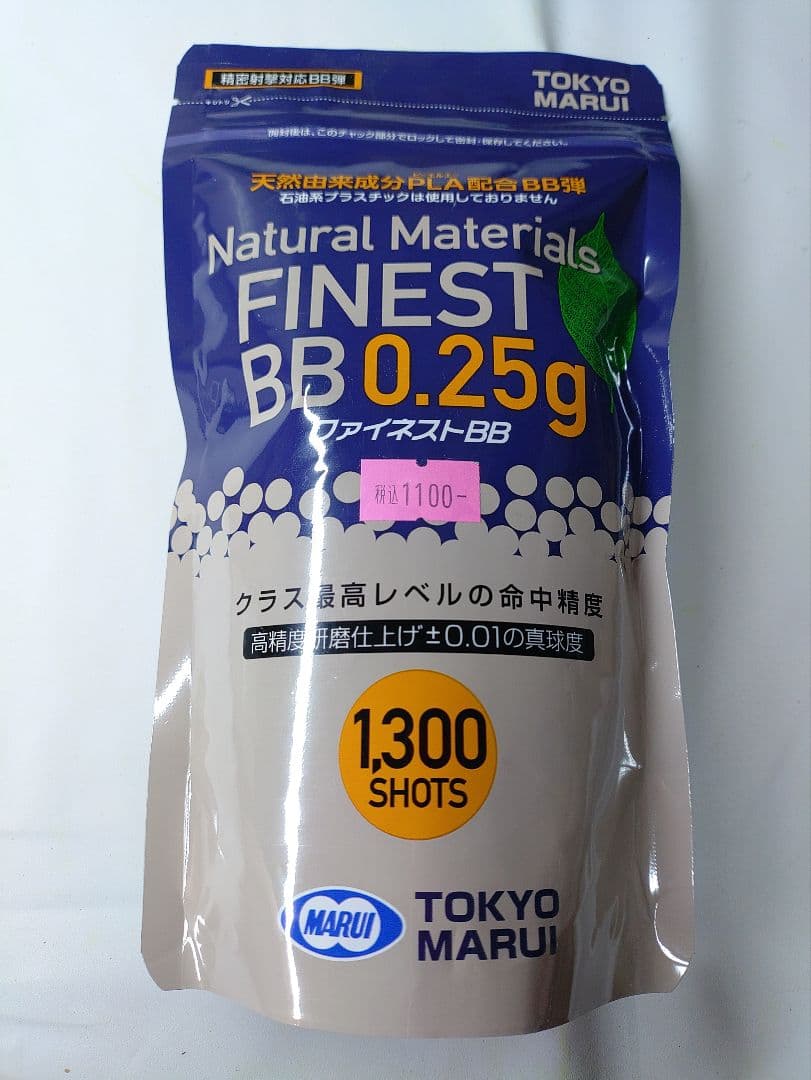 精密射撃対応BB弾
TOKYO
MARUI
開封後は、このチャック部分でロックして密封・保存してください。
天然由来成分PLA配合BB弾
石油系プラスチックは使用しておりません
Natural Materials
FINEST
BB 0.25g
ファイネストBB
税込1100-
クラス最高レベルの命中精度
高精度研磨仕上げ±0.01の真球度
1,300
SHOTS
MARUI
TOKYO
MARUI